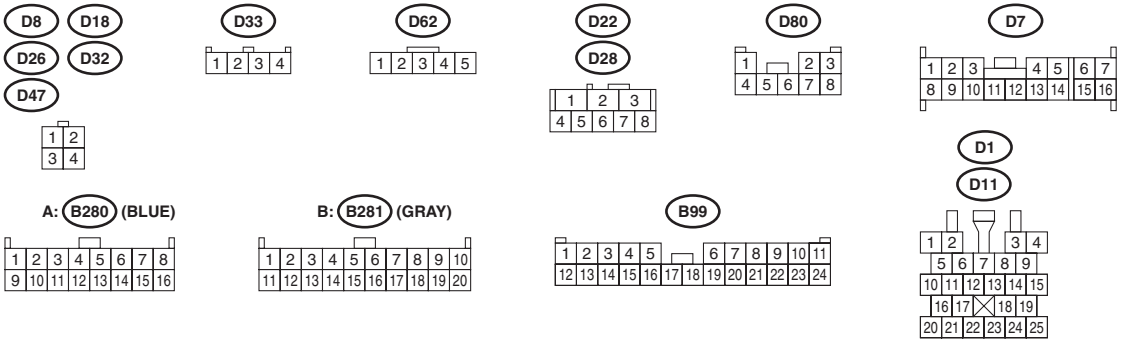 D8 D18
D26 D32
D47
1 2
3 4
D33
1 2 3 4
D62
1 2 3 4 5
D22
D28
1 2 3
4 5 6 7 8
D80
1 2 3
4 5 6 7 8
D7
1 2 3 4 5 6 7
8 9 10 11 12 13 14 15 16
A: B280 (BLUE)
1 2 3 4 5 6 7 8
9 10 11 12 13 14 15 16
B: B281 (GRAY)
1 2 3 4 5 6 7 8 9 10
11 12 13 14 15 16 17 18 19 20
B99
1 2 3 4 5 6 7 8 9 10 11
12 13 14 15 16 17 18 19 20 21 22 23 24
D1
D11
1 2 3 4
5 6 7 8 9
10 11 12 13 14 15
16 17 18 19
20 21 22 23 24 25